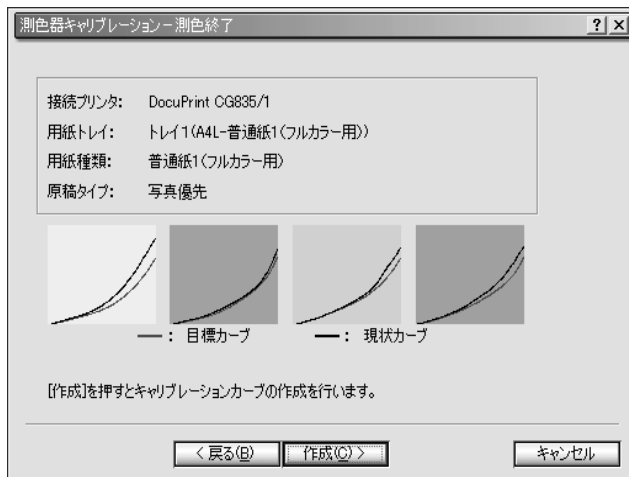 測色器キャリブレーション－測色終了
接続プリンタ: DocuPrint CG835/1
用紙トレイ: トレイ1(A4L-普通紙1(フルカラー用))
用紙種類: 普通紙1(フルカラー用)
原稿タイプ: 写真優先
━━: 目標カーブ ━━: 現状カーブ
[作成]を押すとキャリブレーションカーブの作成を行います。
< 戻る(B) 作成(C) > キャンセル